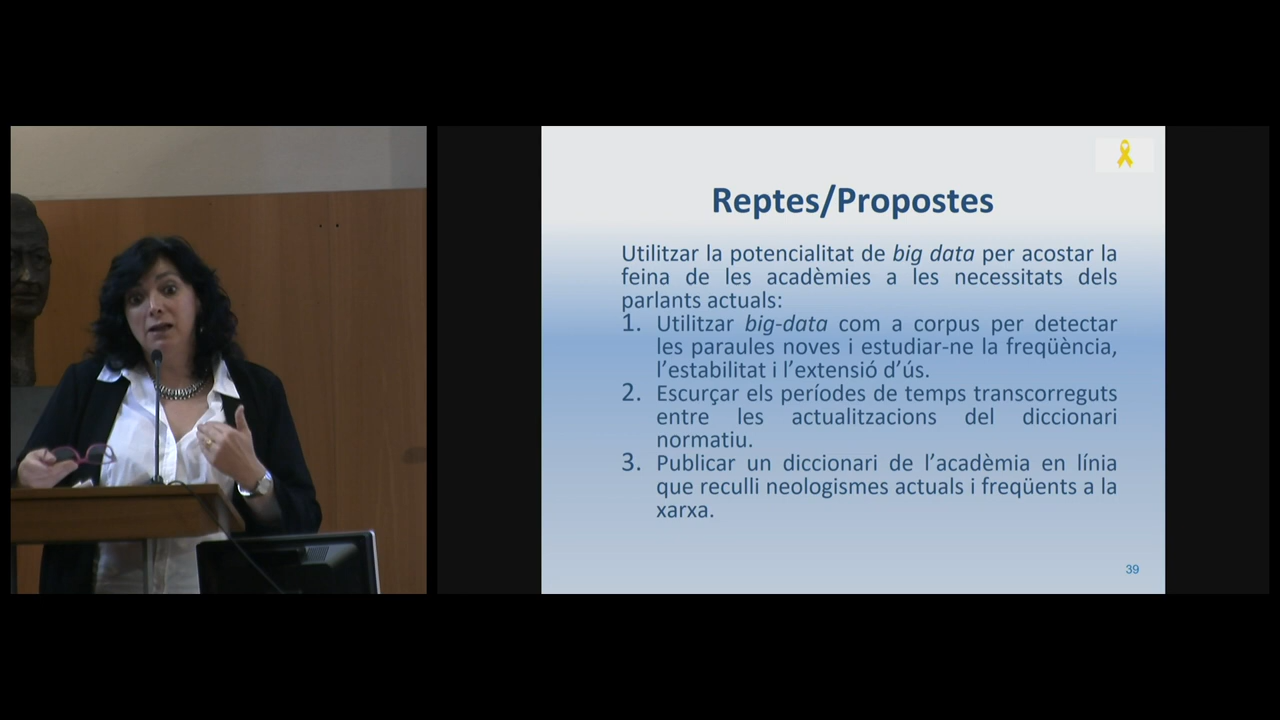 Reptes/Propostes
Utilitzar la potencialitat de big data per acostar la
feina de les acadèmies a les necessitats dels
parlants actuals:
1. Utilitzar big-data com a corpus per detectar
les paraules noves i estudiar-ne la freqüència,
l’estabilitat i l’extensió d’ús.
2. Escurçar els períodes de temps transcorreguts
entre les actualitzacions del diccionari
normatiu.
3. Publicar un diccionari de l’acadèmia en línia
que reculli neologismes actuals i freqüents a la
xarxa.
39